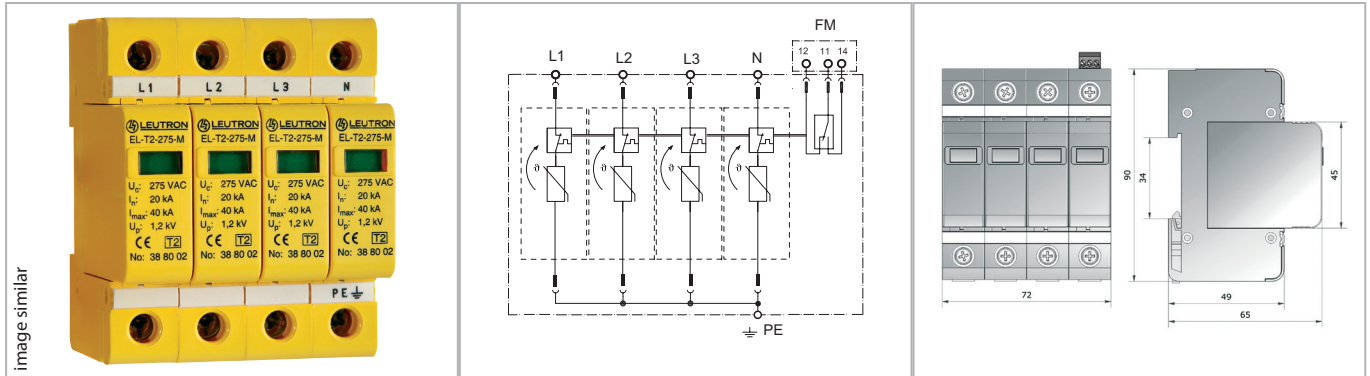 image similar
L1 L2 L3 N
LEUTRON LEUTRON LEUTRON LEUTRON
EL-T2-275-M EL-T2-275-M EL-T2-275-M EL-T2-275-M
Uc: 275 VAC Uc: 275 VAC Uc: 275 VAC Uc: 275 VAC
In: 20 kA In: 20 kA In: 20 kA In: 20 kA
Imax: 40 kA Imax: 40 kA Imax: 40 kA Imax: 40 kA
Up: 1,2 kV Up: 1,2 kV Up: 1,2 kV Up: 1,2 kV
CE T2 CE T2 CE T2 CE T2
No: 38 80 02 No: 38 80 02 No: 38 80 02 No: 38 80 02
PE
FM
12 11 14
L1 L2 L3 N
ϑ ϑ ϑ ϑ
PE
90
34
45
72
49
65